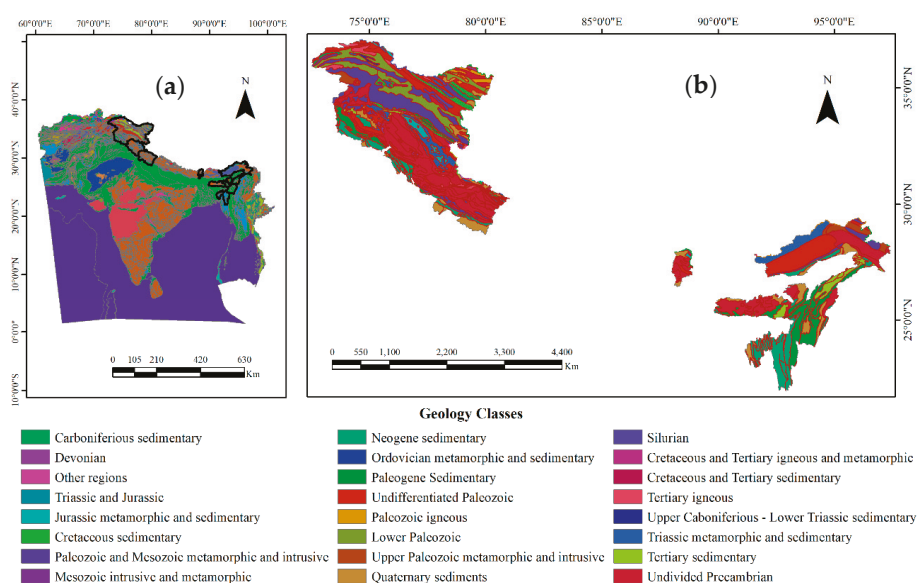 60°0'0"E 70°0'0"E 80°0'0"E 90°0'0"E 100°0'0"E
75°0'0"E 80°0'0"E 85°0'0"E 90°0'0"E 95°0'0"E
(a)
N
(b)
N
40°0'0"N
30°0'0"N
20°0'0"N
10°0'0"N
0°0'0"
10°0'0"S
35°0'0"N
30°0'0"N
25°0'0"N
0 105 210 420 630
Km
0 550 1,100 2,200 3,300 4,400
Km
Geology Classes
Carboniferious sedimentary
Devonian
Other regions
Triassic and Jurassic
Jurassic metamorphic and sedimentary
Cretaceous sedimentary
Paleozoic and Mesozoic metamorphic and intrusive
Mesozoic intrusive and metamorphic
Neogene sedimentary
Ordovician metamorphic and sedimentary
Paleogene Sedimentary
Undifferentiated Paleozoic
Paleozoic igneous
Lower Paleozoic
Upper Paleozoic metamorphic and intrusive
Quaternary sediments
Silurian
Cretaceous and Tertiary igneous and metamorphic
Cretaceous and Tertiary sedimentary
Tertiary igneous
Upper Caboniferious - Lower Triassic sedimentary
Triassic metamorphic and sedimentary
Tertiary sedimentary
Undivided Precambrian